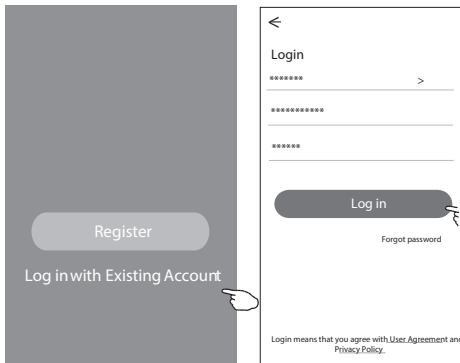 Register
Log in with Existing Account
Login
*******
>
***********
******
Log in
Forgot password
Login means that you agree with User Agreement and
Privacy Policy